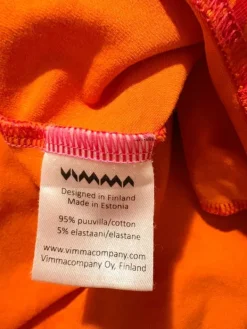 VIMMA
Designed in Finland
Made in Estonia
95% puuvilla/cotton
5% elastaani/elastane
www.vimmacompany.com
Vimmacompany Oy, Finland